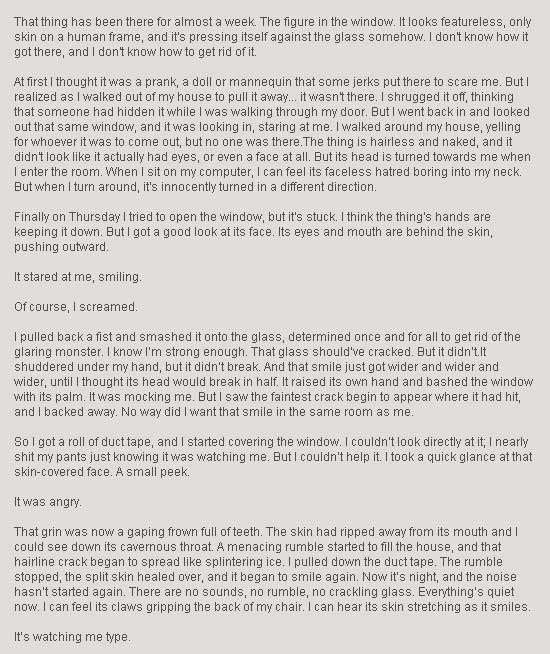 That thing has been there for almost a week. The figure in the window. It looks featureless, only
skin on a human frame, and it's pressing itself against the glass somehow. I don't know how it
got there, and I don't know how to get rid of it.
At first I thought it was a prank, a doll or mannequin that some jerks put there to scare me. But I
realized as I walked out of my house to pull it away... it wasn't there. I shrugged it off, thinking
that someone had hidden it while I was walking through my door. But I went back in and looked
out that same window, and it was looking in, staring at me. I walked around my house, yelling
for whoever it was to come out, but no one was there.The thing is hairless and naked, and it
didn't look like it actually had eyes, or even a face at all. But its head is turned towards me when
I enter the room. When I sit on my computer, I can feel its faceless hatred boring into my neck.
But when I turn around, it's innocently turned in a different direction.
Finally on Thursday I tried to open the window, but it's stuck. I think the thing's hands are
keeping it down. But I got a good look at its face. Its eyes and mouth are behind the skin,
pushing outward.
It stared at me, smiling.
Of course, I screamed.
I pulled back a fist and smashed it onto the glass, determined once and for all to get rid of the
glaring monster. I know I'm strong enough. That glass should've cracked. But it didn't.It
shuddered under my hand, but it didn't break. And that smile just got wider and wider and
wider, until I thought its head would break in half. It raised its own hand and bashed the window
with its palm. It was mocking me. But I saw the faintest crack begin to appear where it had hit,
and I backed away. No way did I want that smile in the same room as me.
So I got a roll of duct tape, and I started covering the window. I couldn't look directly at it; I nearly
shit my pants just knowing it was watching me. But I couldn't help it. I took a quick glance at that
skin-covered face. A small peek.
It was angry.
That grin was now a gaping frown full of teeth. The skin had ripped away from its mouth and I
could see down its cavernous throat. A menacing rumble started to fill the house, and that
hairline crack began to spread like splintering ice. I pulled down the duct tape. The rumble
stopped, the split skin healed over, and it began to smile again. Now it's night, and the noise
hasn't started again. There are no sounds, no rumble, no crackling glass. Everything's quiet
now. I can feel its claws gripping the back of my chair. I can hear its skin stretching as it smiles.
It's watching me type.